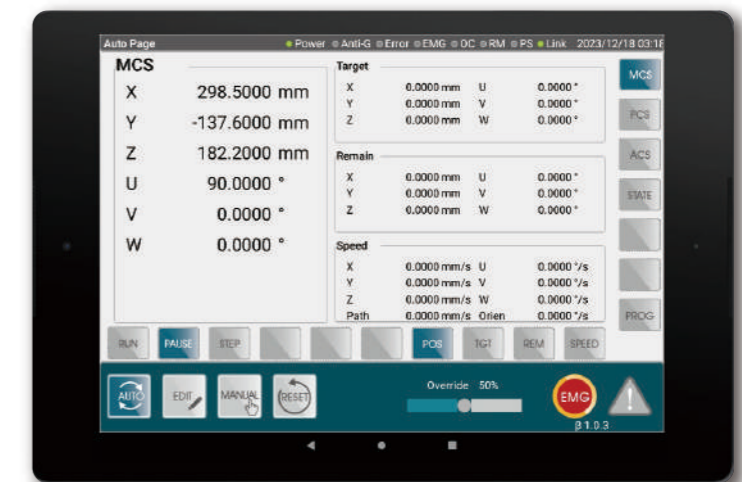 Auto Page Power Anti-G Error EMG OC RM PS Link 2023/12/18 03:18
MCS
X 298.5000 mm
Y -137.6000 mm
Z 182.2000 mm
U 90.0000 °
V 0.0000 °
W 0.0000 °
Target
X 0.0000 mm U 0.0000 °
Y 0.0000 mm V 0.0000 °
Z 0.0000 mm W 0.0000 °
Remain
X 0.0000 mm U 0.0000 °
Y 0.0000 mm V 0.0000 °
Z 0.0000 mm W 0.0000 °
Speed
X 0.0000 mm/s U 0.0000 °/s
Y 0.0000 mm/s V 0.0000 °/s
Z 0.0000 mm/s W 0.0000 °/s
Path 0.0000 mm/s Orien 0.0000 °/s
MCS
PCS
ACS
STATE
PROG
RUN PAUSE STEP POS TGT REM SPEED
AUTO EDIT MANUAL RESET
Override 50%
EMG
β 1.0.3